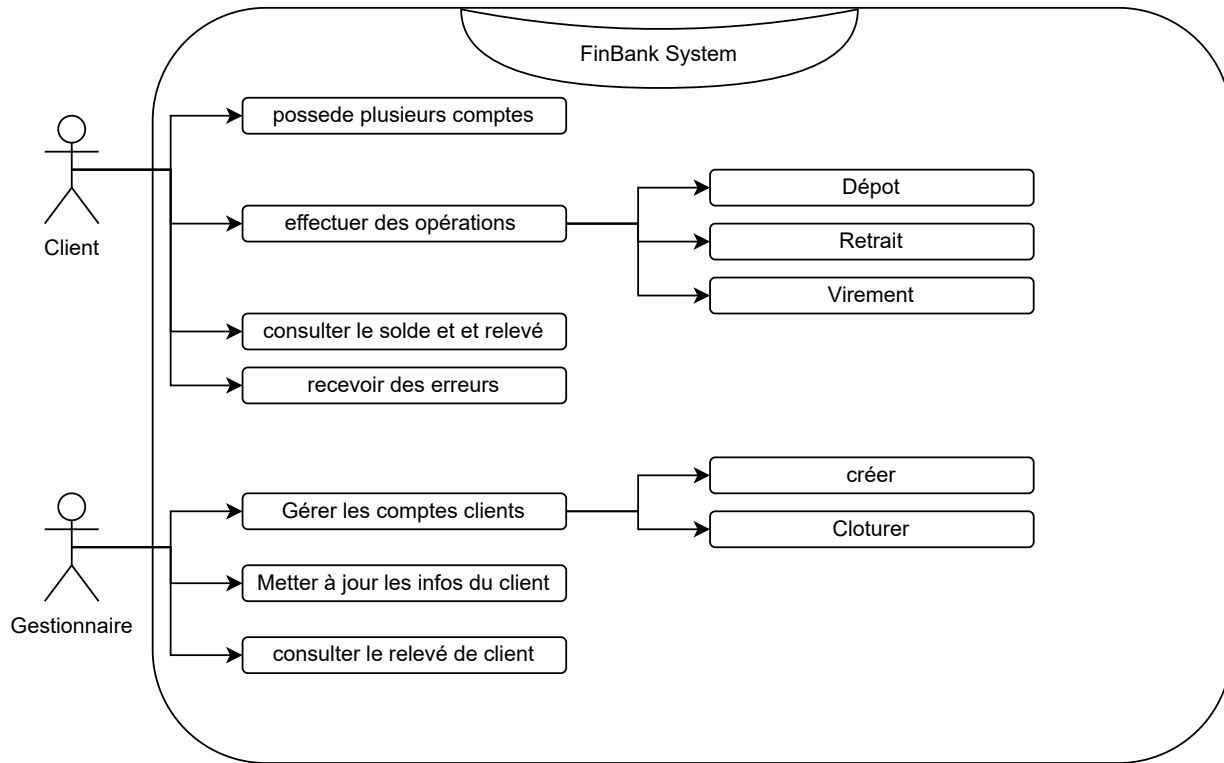 FinBank System
possede plusieurs comptes
effectuer des opérations
Dépot
Retrait
Virement
Client
consulter le solde et et relevé
recevoir des erreurs
Gérer les comptes clients
créer
Cloturer
Metter à jour les infos du client
Gestionnaire
consulter le relevé de client